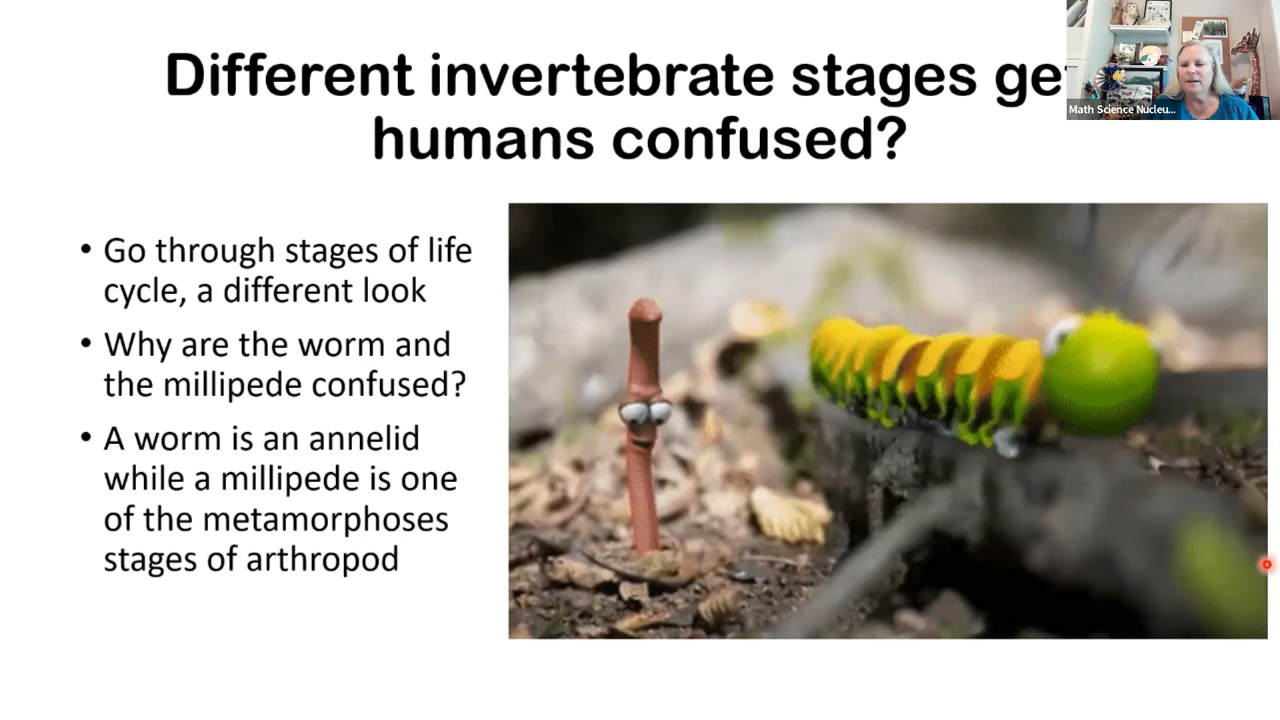 Different invertebrate stages get
humans confused?
Math Science Nucleu...
• Go through stages of life
cycle, a different look
• Why are the worm and
the millipede confused?
• A worm is an annelid
while a millipede is one
of the metamorphoses
stages of arthropod